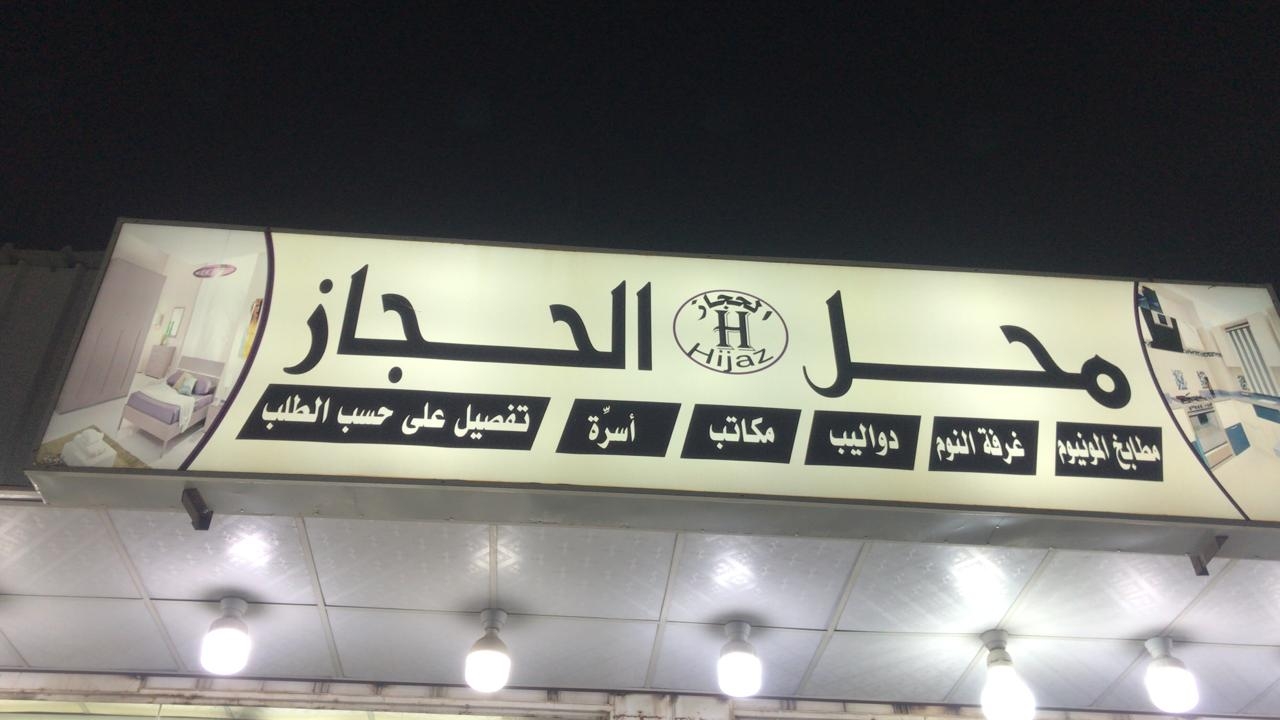 محل الحجاز
الحجاز
H
Hijaz
مطابخ المونيوم غرفة النوم دواليب مكاتب أسرّة تفصيل على حسب الطلب